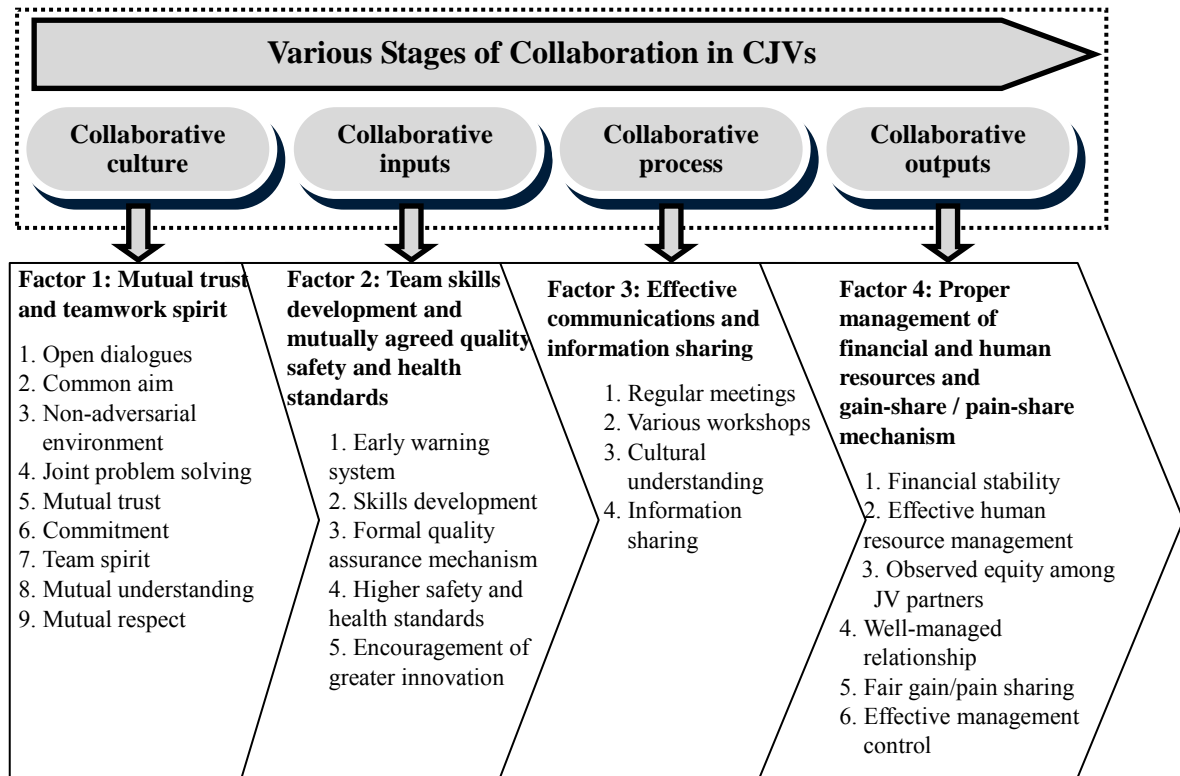 Various Stages of Collaboration in CJVs
Collaborative
culture
Collaborative
inputs
Collaborative
process
Collaborative
outputs
Factor 1: Mutual trust
and teamwork spirit
1. Open dialogues
2. Common aim
3. Non-adversarial
environment
4. Joint problem solving
5. Mutual trust
6. Commitment
7. Team spirit
8. Mutual understanding
9. Mutual respect
Factor 2: Team skills
development and
mutually agreed quality
safety and health
standards
1. Early warning
system
2. Skills development
3. Formal quality
assurance mechanism
4. Higher safety and
health standards
5. Encouragement of
greater innovation
Factor 3: Effective
communications and
information sharing
1. Regular meetings
2. Various workshops
3. Cultural
understanding
4. Information
sharing
Factor 4: Proper
management of
financial and human
resources and
gain-share / pain-share
mechanism
1. Financial stability
2. Effective human
resource management
3. Observed equity among
JV partners
4. Well-managed
relationship
5. Fair gain/pain sharing
6. Effective management
control